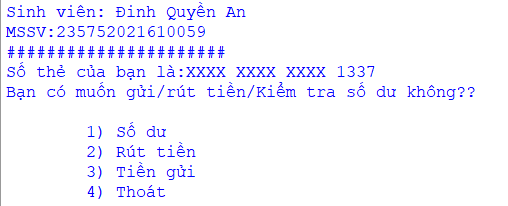 Sinh viên: Đinh Quyền An
MSSV:235752021610059
######################
Số thẻ của bạn là:XXXX XXXX XXXX 1337
Bạn có muốn gửi/rút tiền/Kiểm tra số dư không??
1) Số dư
2) Rút tiền
3) Tiền gửi
4) Thoát